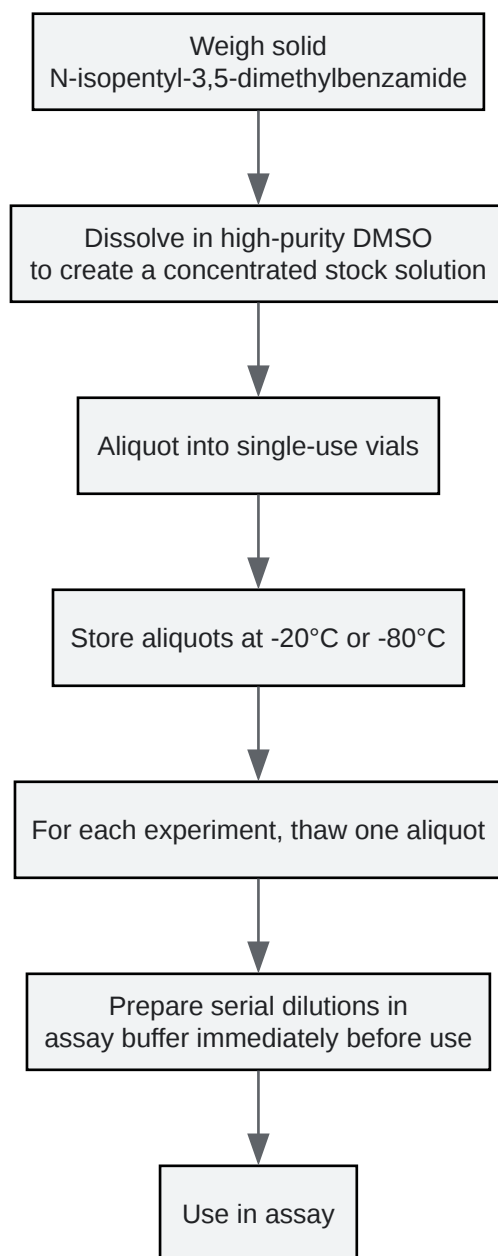 Weigh solid
N-isopentyl-3,5-dimethylbenzamide
Dissolve in high-purity DMSO
to create a concentrated stock solution
Aliquot into single-use vials
Store aliquots at -20°C or -80°C
For each experiment, thaw one aliquot
Prepare serial dilutions in
assay buffer immediately before use
Use in assay